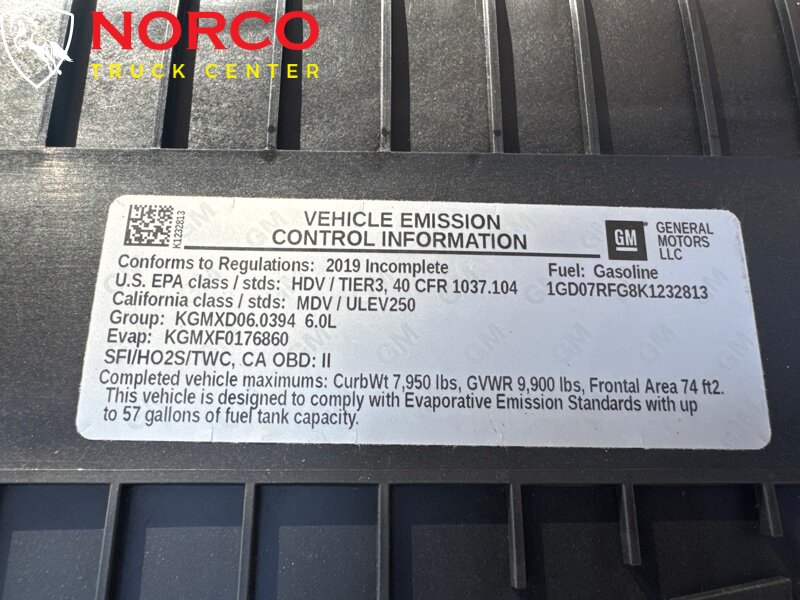 NORCO
TRUCK CENTER
K1232813
VEHICLE EMISSION
CONTROL INFORMATION
GM
GENERAL
MOTORS
LLC
Conforms to Regulations: 2019 Incomplete
Fuel: Gasoline
U.S. EPA class / stds: HDV / TIER3, 40 CFR 1037.104
1GD07RFG8K1232813
California class / stds: MDV / ULEV250
Group: KGMXD06.0394 6.0L
Evap: KGMXF0176860
SFI/HO2S/TWC, CA OBD: II
Completed vehicle maximums: CurbWt 7,950 lbs, GVWR 9,900 lbs, Frontal Area 74 ft2.
This vehicle is designed to comply with Evaporative Emission Standards with up
to 57 gallons of fuel tank capacity.